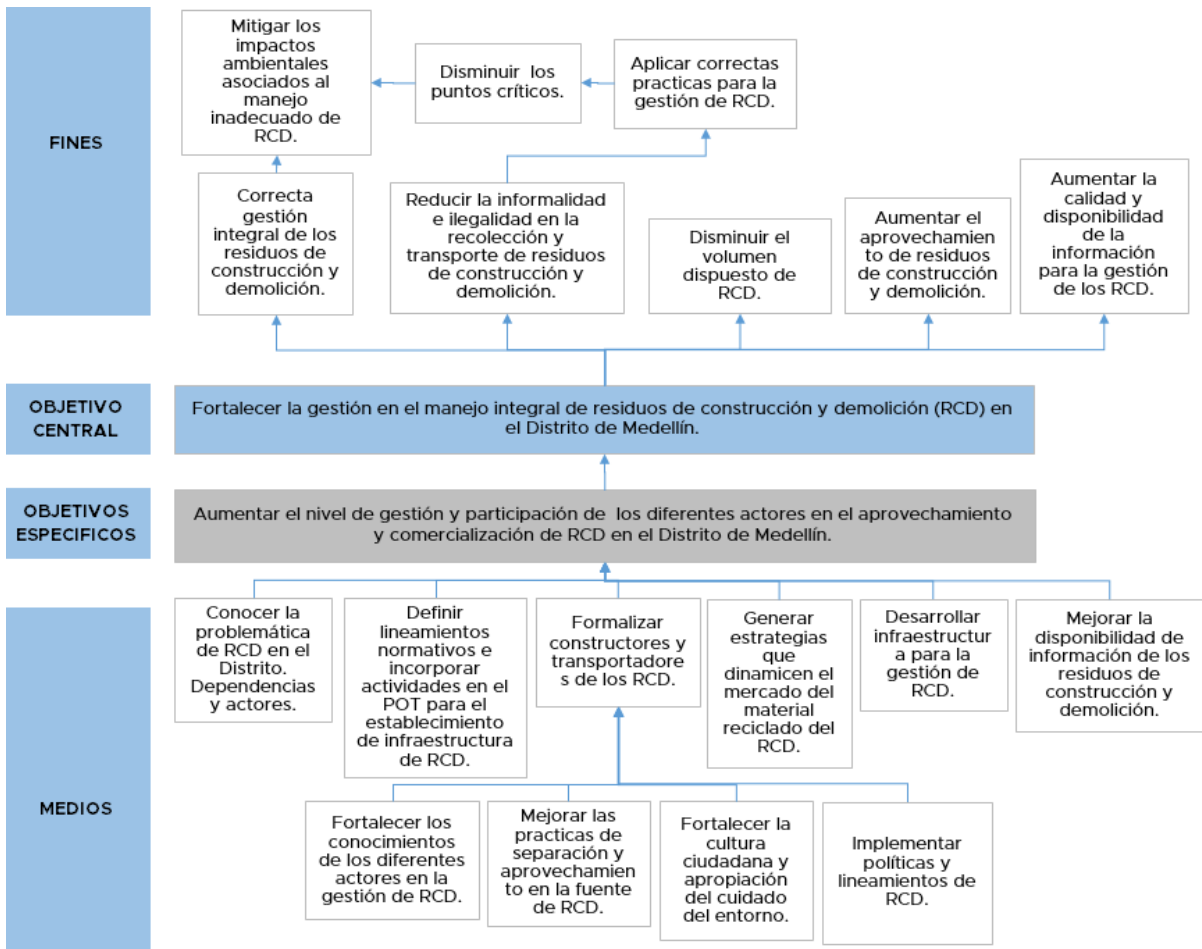 FINES
Mitigar los
impactos
ambientales
asociados al
manejo
inadecuado de
RCD.
Disminuir los
puntos críticos.
Aplicar correctas
practicas para la
gestión de RCD.
Correcta
gestión
integral de los
residuos de
construcción y
demolición.
Reducir la informalidad
e ilegalidad en la
recolección y
transporte de residuos
de construcción y
demolición.
Disminuir el
volumen
dispuesto de
RCD.
Aumentar el
aprovechamien
to de residuos
de construcción
y demolición.
Aumentar la
calidad y
disponibilidad
de la
información
para la gestión
de los RCD.
OBJETIVO
CENTRAL
Fortalecer la gestión en el manejo integral de residuos de construcción y demolición (RCD) en
el Distrito de Medellín.
OBJETIVOS
ESPECIFICOS
Aumentar el nivel de gestión y participación de los diferentes actores en el aprovechamiento
y comercialización de RCD en el Distrito de Medellín.
MEDIOS
Conocer la
problemática
de RCD en el
Distrito.
Dependencias
y actores.
Definir
lineamientos
normativos e
incorporar
actividades en el
POT para el
establecimiento
de infraestructura
de RCD.
Formalizar
constructores y
transportadore
s de los RCD.
Generar
estrategias
que
dinamicen el
mercado del
material
reciclado del
RCD.
Desarrollar
infraestructur
a para la
gestión de
RCD.
Mejorar la
disponibilidad de
información de los
residuos de
construcción y
demolición.
Fortalecer los
conocimientos
de los diferentes
actores en la
gestión de RCD.
Mejorar las
practicas de
separación y
aprovechamien
to en la fuente
de RCD.
Fortalecer la
cultura
ciudadana y
apropiación
del cuidado
del entorno.
Implementar
políticas y
lineamientos de
RCD.